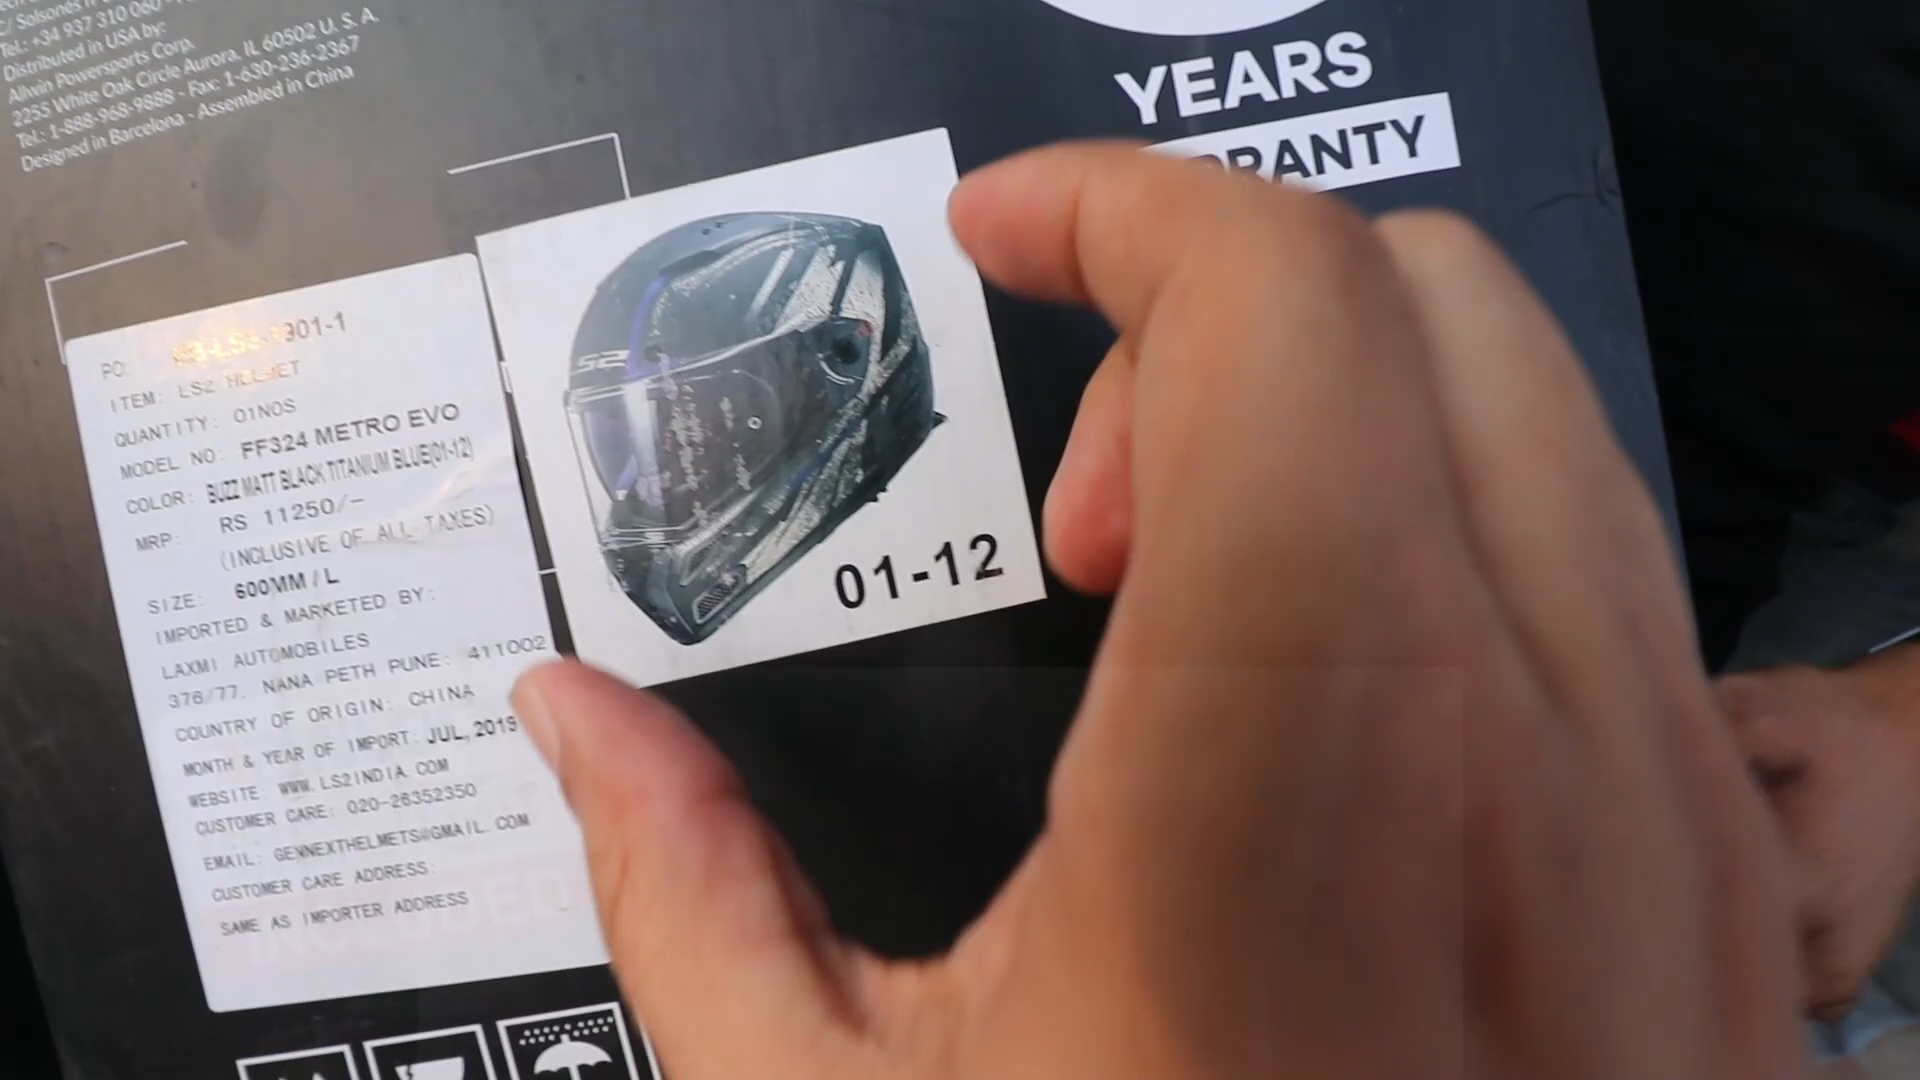 C/ Solsonés
Tel.: +34 937 310 060
Distributed in USA by:
Allwin Powersports Corp.
2255 White Oak Circle Aurora, IL 60502 U. S. A.
Tel.: 1-888-968-9888 - Fax: 1-630-236-2367
Designed in Barcelona - Assembled in China
YEARS
RANTY
PO:
ITEM: LS2 HELMET
QUANTITY: 01NOS
MODEL NO: FF324 METRO EVO
COLOR: BUZZ MATT BLACK TITANIUM BLUE(01-12)
MRP: RS 11250/-
(INCLUSIVE OF ALL TAXES)
SIZE: 600MM / L
IMPORTED & MARKETED BY:
LAXMI AUTOMOBILES
376/77, NANA PETH PUNE: 411002
COUNTRY OF ORIGIN: CHINA
MONTH & YEAR OF IMPORT: JUL, 2019
WEBSITE: WWW.LS2INDIA.COM
CUSTOMER CARE: 020-26352350
EMAIL: GENNEXTHELMETS@GMAIL.COM
CUSTOMER CARE ADDRESS:
SAME AS IMPORTER ADDRESS
INCLUDED
01-12